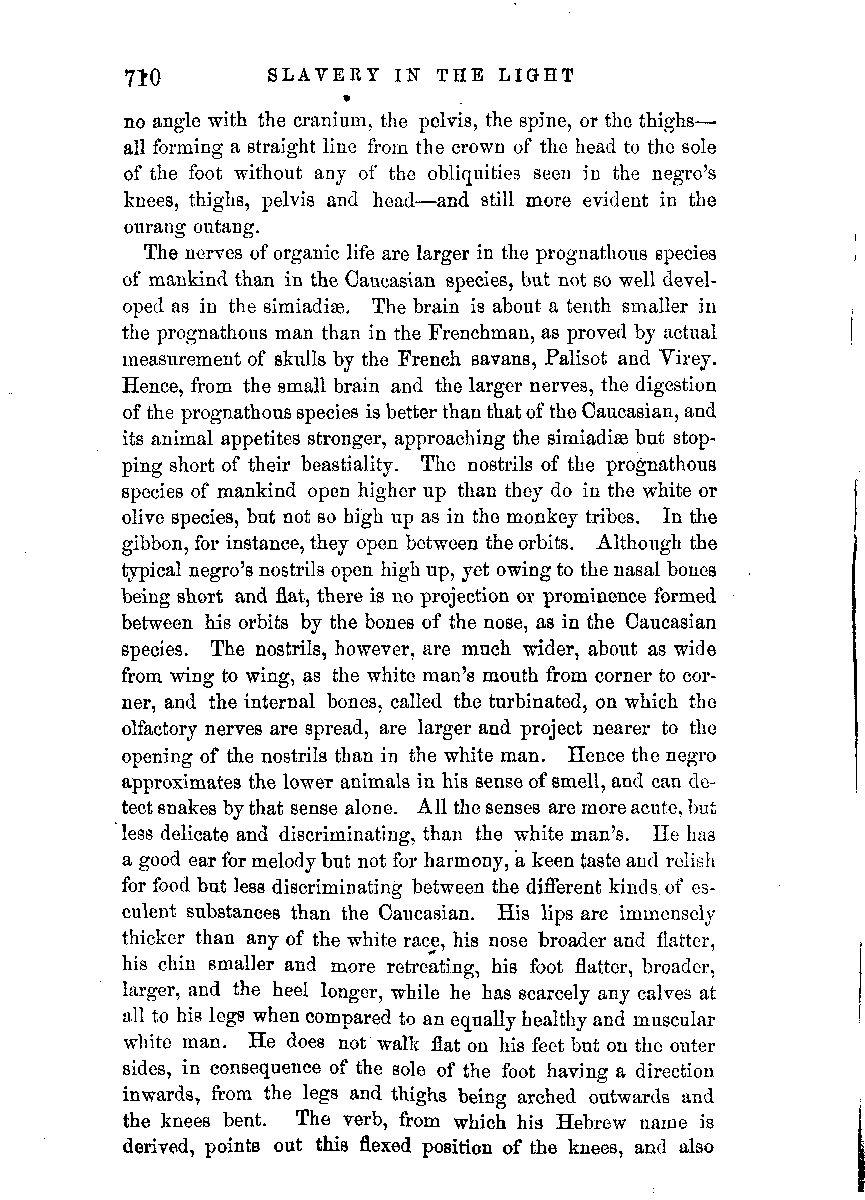 710 SLAVERY IN THE LIGHT
no angle with the cranium, the pelvis, the spine, or the thighs—
all forming a straight line from the crown of the head to the sole
of the foot without any of the obliquities seen in the negro's
knees, thighs, pelvis and head—and still more evident in the
ourang outang.
The nerves of organic life are larger in the prognathous species
of mankind than in the Caucasian species, but not so well devel-
oped as in the simiadiæ. The brain is about a tenth smaller in
the prognathous man than in the Frenchman, as proved by actual
measurement of skulls by the French savans, Palisot and Virey.
Hence, from the small brain and the larger nerves, the digestion
of the prognathous species is better than that of the Caucasian, and
its animal appetites stronger, approaching the simiadiæ but stop-
ping short of their beastiality. The nostrils of the prognathous
species of mankind open higher up than they do in the white or
olive species, but not so high up as in the monkey tribes. In the
gibbon, for instance, they open between the orbits. Although the
typical negro's nostrils open high up, yet owing to the nasal bones
being short and flat, there is no projection or prominence formed
between his orbits by the bones of the nose, as in the Caucasian
species. The nostrils, however, are much wider, about as wide
from wing to wing, as the white man's mouth from corner to cor-
ner, and the internal bones, called the turbinated, on which the
olfactory nerves are spread, are larger and project nearer to the
opening of the nostrils than in the white man. Hence the negro
approximates the lower animals in his sense of smell, and can de-
tect snakes by that sense alone. All the senses are more acute, but
less delicate and discriminating, than the white man's. He has
a good ear for melody but not for harmony, a keen taste and relish
for food but less discriminating between the different kinds of es-
culent substances than the Caucasian. His lips are immensely
thicker than any of the white race, his nose broader and flatter,
his chin smaller and more retreating, his foot flatter, broader,
larger, and the heel longer, while he has scarcely any calves at
all to his legs when compared to an equally healthy and muscular
white man. He does not walk flat on his feet but on the outer
sides, in consequence of the sole of the foot having a direction
inwards, from the legs and thighs being arched outwards and
the knees bent. The verb, from which his Hebrew name is
derived, points out this flexed position of the knees, and also